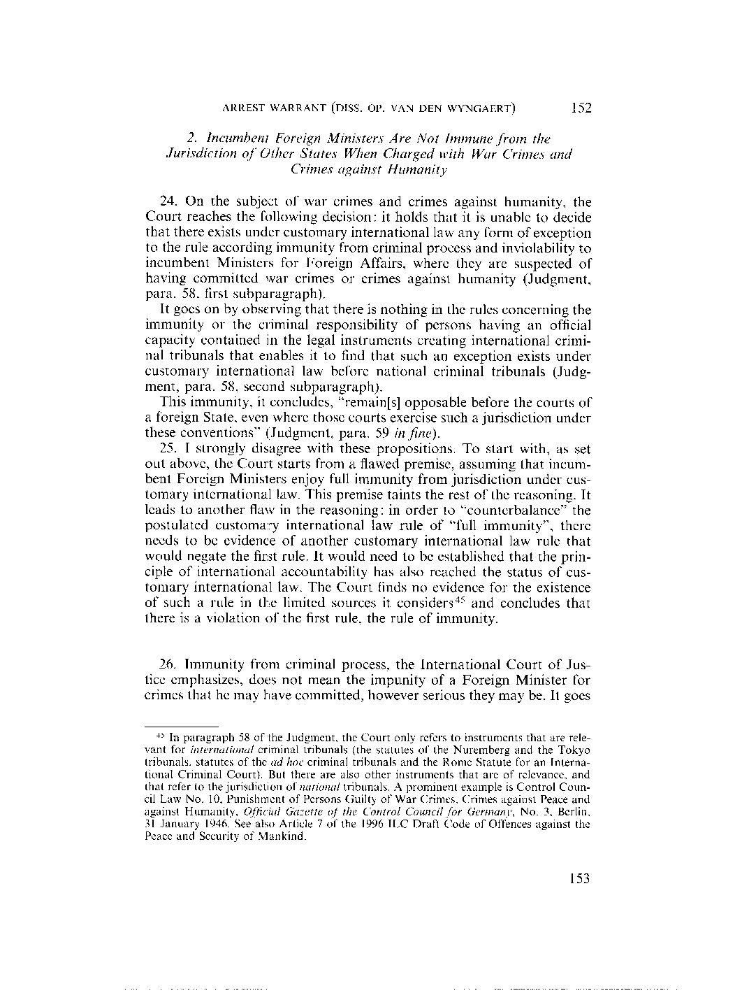 ARREST WARRANT (DISS. OP. VAN DEN WYNGAERT) 152
2. Incumbent Foreign Ministers Are Not Immune from the
Jurisdiction of Other States When Charged with War Crimes and
Crimes against Humanity
24. On the subject of war crimes and crimes against humanity, the
Court reaches the following decision: it holds that it is unable to decide
that there exists under customary international law any form of exception
to the rule according immunity from criminal process and inviolability to
incumbent Ministers for Foreign Affairs, where they are suspected of
having committed war crimes or crimes against humanity (Judgment,
para. 58, first subparagraph).
It goes on by observing that there is nothing in the rules concerning the
immunity or the criminal responsibility of persons having an official
capacity contained in the legal instruments creating international crimi-
nal tribunals that enables it to find that such an exception exists under
customary international law before national criminal tribunals (Judg-
ment, para. 58, second subparagraph).
This immunity, it concludes, "remain[s] opposable before the courts of
a foreign State, even where those courts exercise such a jurisdiction under
these conventions" (Judgment, para. 59 in fine).
25. I strongly disagree with these propositions. To start with, as set
out above, the Court starts from a flawed premise, assuming that incum-
bent Foreign Ministers enjoy full immunity from jurisdiction under cus-
tomary international law. This premise taints the rest of the reasoning. It
leads to another flaw in the reasoning: in order to "counterbalance" the
postulated customary international law rule of "full immunity", there
needs to be evidence of another customary international law rule that
would negate the first rule. It would need to be established that the prin-
ciple of international accountability has also reached the status of cus-
tomary international law. The Court finds no evidence for the existence
of such a rule in the limited sources it considers45 and concludes that
there is a violation of the first rule, the rule of immunity.
26. Immunity from criminal process, the International Court of Jus-
tice emphasizes, does not mean the impunity of a Foreign Minister for
crimes that he may have committed, however serious they may be. It goes
45 In paragraph 58 of the Judgment, the Court only refers to instruments that are rele-
vant for international criminal tribunals (the statutes of the Nuremberg and the Tokyo
tribunals, statutes of the ad hoc criminal tribunals and the Rome Statute for an Interna-
tional Criminal Court). But there are also other instruments that are of relevance, and
that refer to the jurisdiction of national tribunals. A prominent example is Control Coun-
cil Law No. 10, Punishment of Persons Guilty of War Crimes, Crimes against Peace and
against Humanity, Official Gazette of the Control Council for Germany, No. 3, Berlin,
31 January 1946. See also Article 7 of the 1996 ILC Draft Code of Offences against the
Peace and Security of Mankind.
153